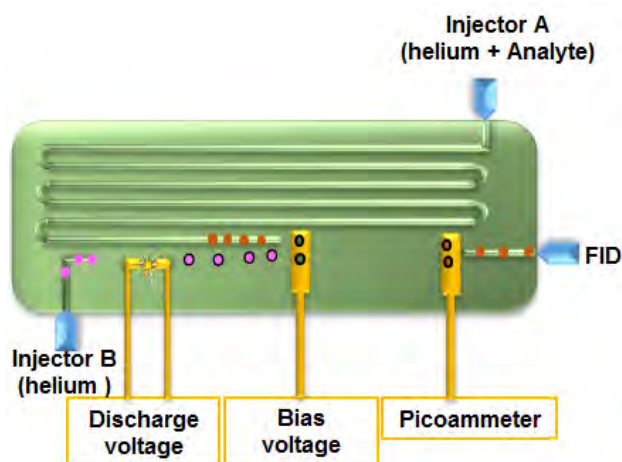 Injector A
(helium + Analyte)
FID
Injector B
(helium )
Discharge
voltage
Bias
voltage
Picoammeter